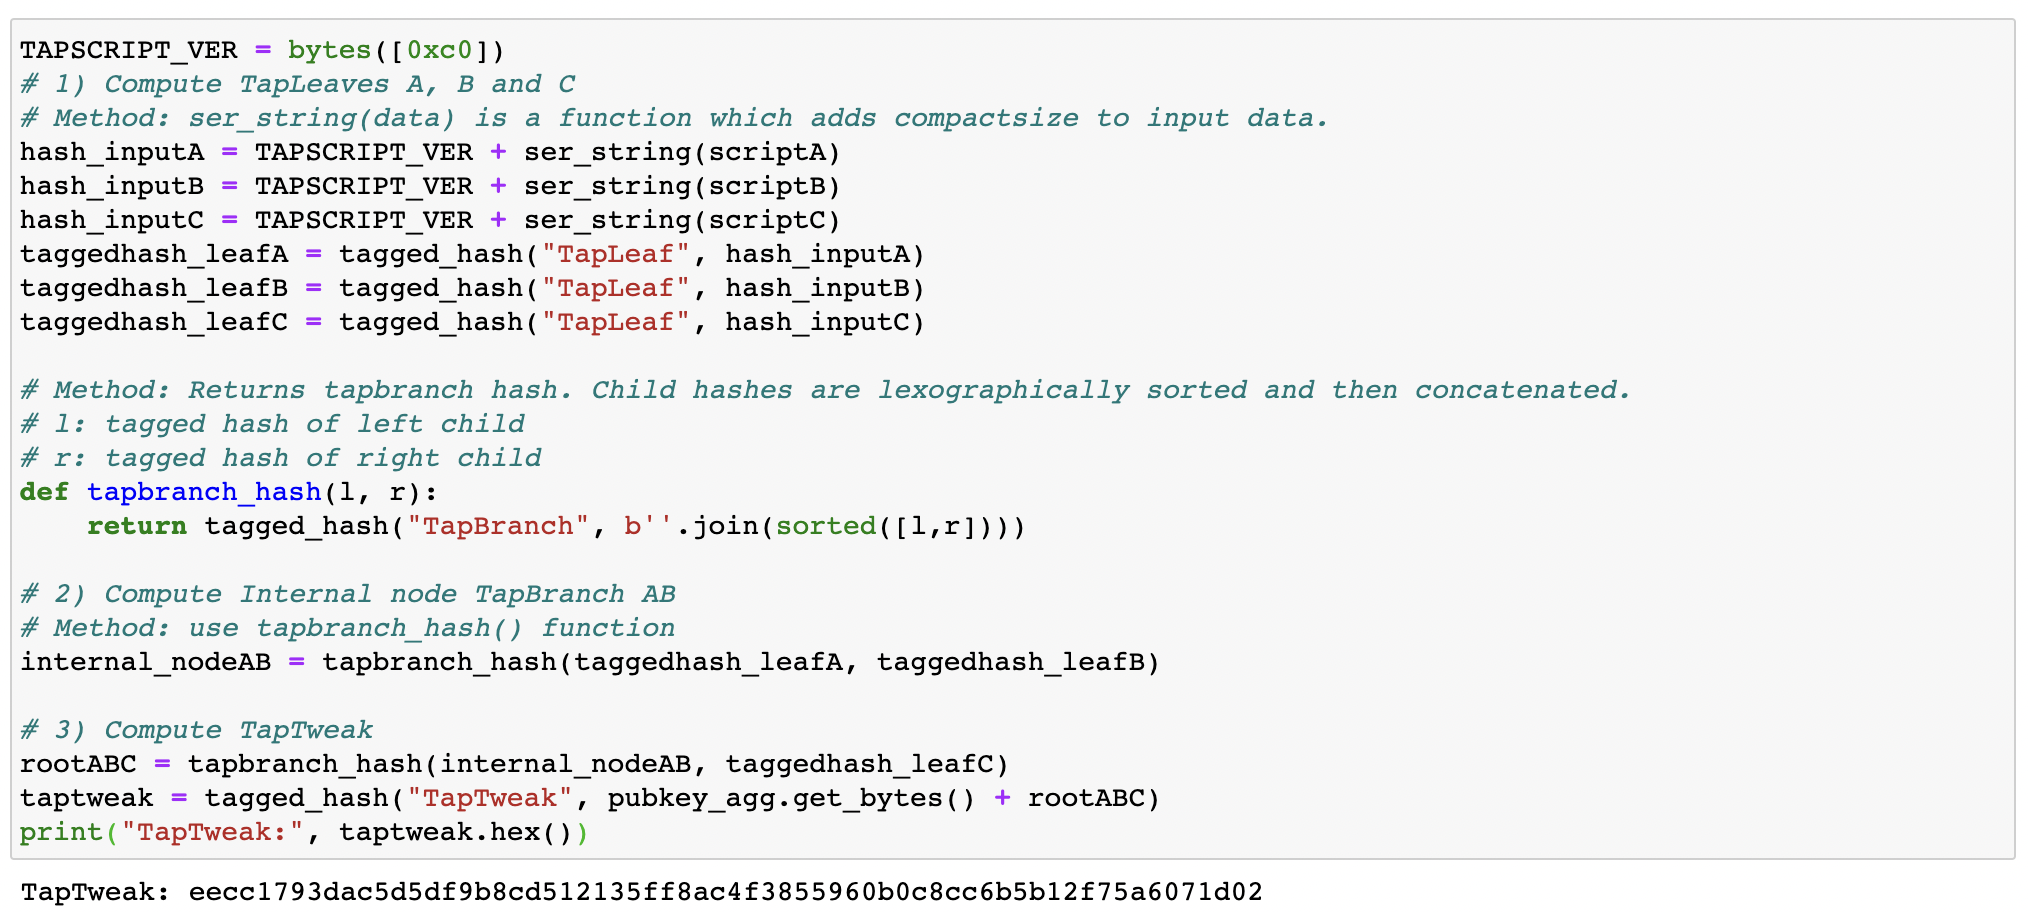 TAPSCRIPT_VER = bytes([0xc0])
# 1) Compute TapLeaves A, B and C
# Method: ser_string(data) is a function which adds compactsize to input data.
hash_inputA = TAPSCRIPT_VER + ser_string(scriptA)
hash_inputB = TAPSCRIPT_VER + ser_string(scriptB)
hash_inputC = TAPSCRIPT_VER + ser_string(scriptC)
taggedhash_leafA = tagged_hash("TapLeaf", hash_inputA)
taggedhash_leafB = tagged_hash("TapLeaf", hash_inputB)
taggedhash_leafC = tagged_hash("TapLeaf", hash_inputC)

# Method: Returns tapbranch hash. Child hashes are lexographically sorted and then concatenated.
# l: tagged hash of left child
# r: tagged hash of right child
def tapbranch_hash(l, r):
    return tagged_hash("TapBranch", b''.join(sorted([l,r])))

# 2) Compute Internal node TapBranch AB
# Method: use tapbranch_hash() function
internal_nodeAB = tapbranch_hash(taggedhash_leafA, taggedhash_leafB)

# 3) Compute TapTweak
rootABC = tapbranch_hash(internal_nodeAB, taggedhash_leafC)
taptweak = tagged_hash("TapTweak", pubkey_agg.get_bytes() + rootABC)
print("TapTweak:", taptweak.hex())
TapTweak: eecc1793dac5d5df9b8cd512135ff8ac4f3855960b0c8cc6b5b12f75a6071d02